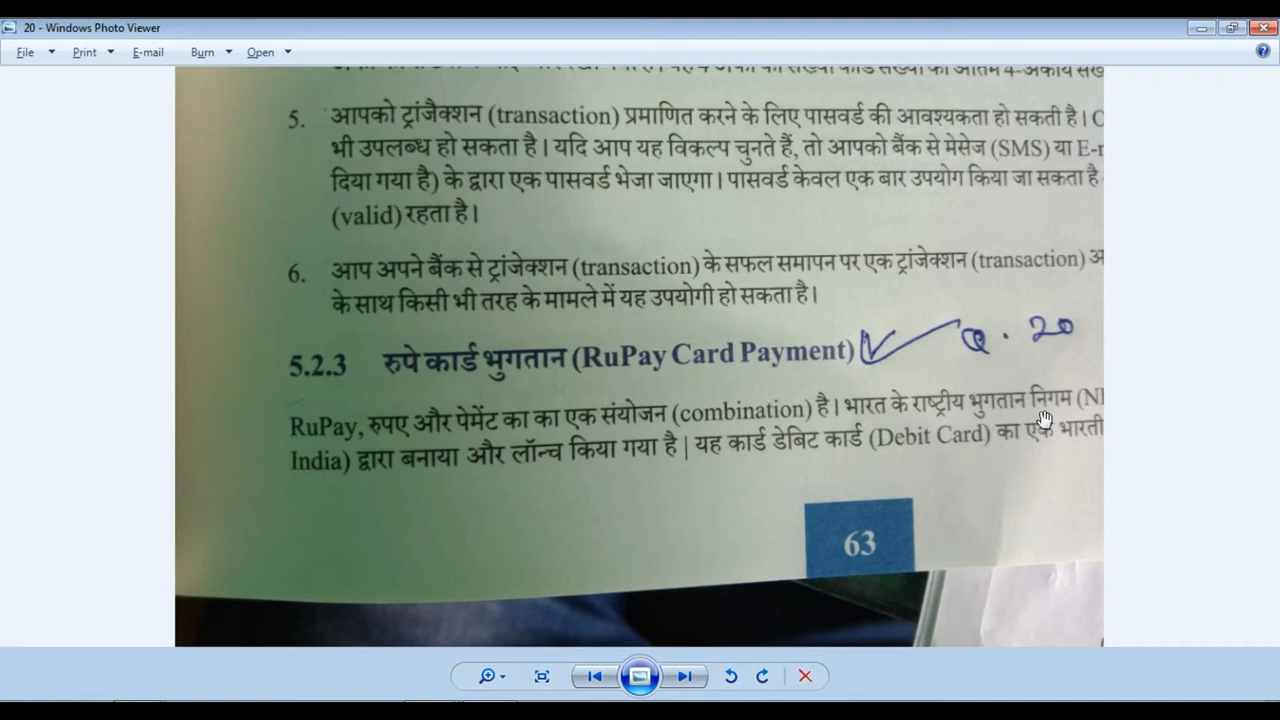 20 - Windows Photo Viewer
File Print E-mail Burn Open
5. आपको ट्रांजैक्शन (transaction) प्रमाणित करने के लिए पासवर्ड की आवश्यकता हो सकती है।
भी उपलब्ध हो सकता है। यदि आप यह विकल्प चुनते हैं, तो आपको बैंक से मेसेज (SMS) या
दिया गया है) के द्वारा एक पासवर्ड भेजा जाएगा। पासवर्ड केवल एक बार उपयोग किया जा सकता है
(valid) रहता है।
6. आप अपने बैंक से ट्रांजेक्शन (transaction) के सफल समापन पर एक ट्रांजेक्शन (transaction)
के साथ किसी भी तरह के मामले में यह उपयोगी हो सकता है।
5.2.3 रुपे कार्ड भुगतान (RuPay Card Payment) Q. 20
RuPay, रुपए और पेमेंट का का एक संयोजन (combination) है। भारत के राष्ट्रीय भुगतान निगम
India) द्वारा बनाया और लॉन्च किया गया है | यह कार्ड डेबिट कार्ड (Debit Card) का एक
63